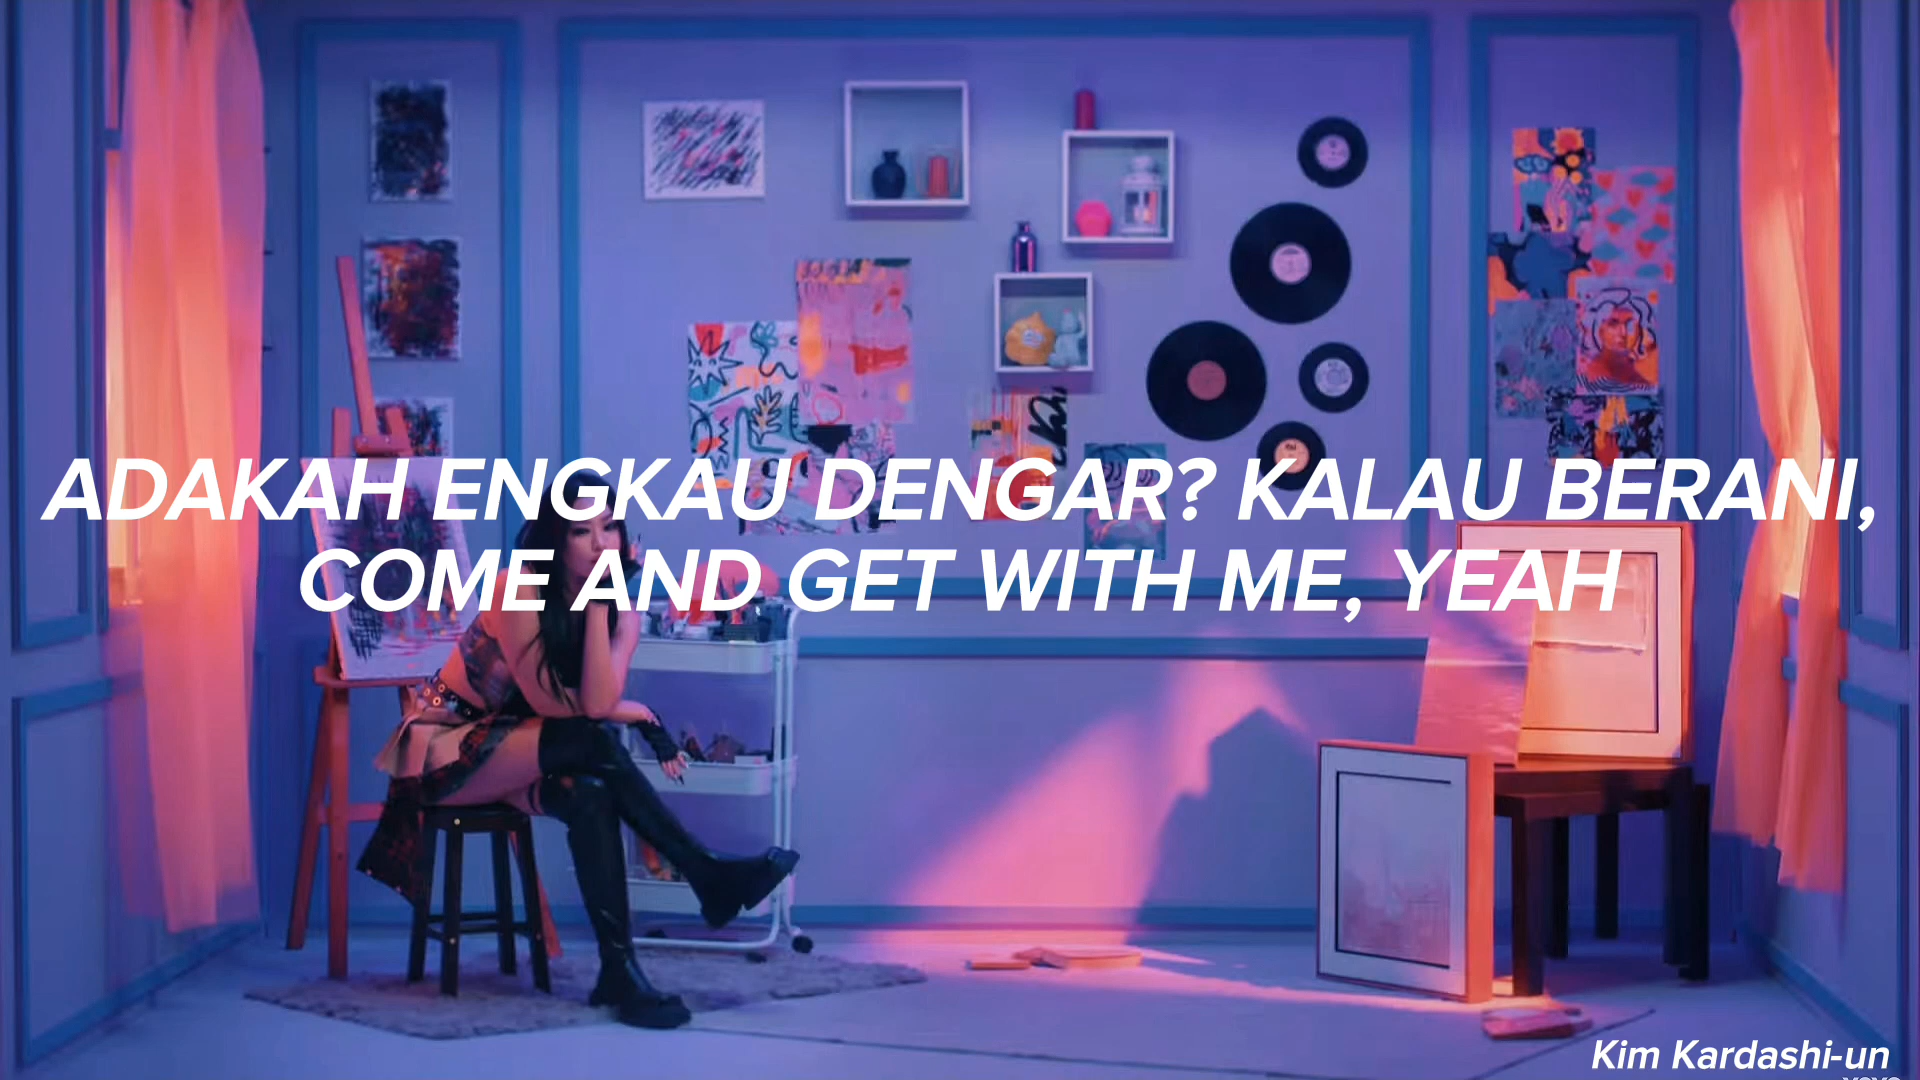 ADAKAH ENGKAU DENGAR? KALAU BERANI,
COME AND GET WITH ME, YEAH
Kim Kardashi-un